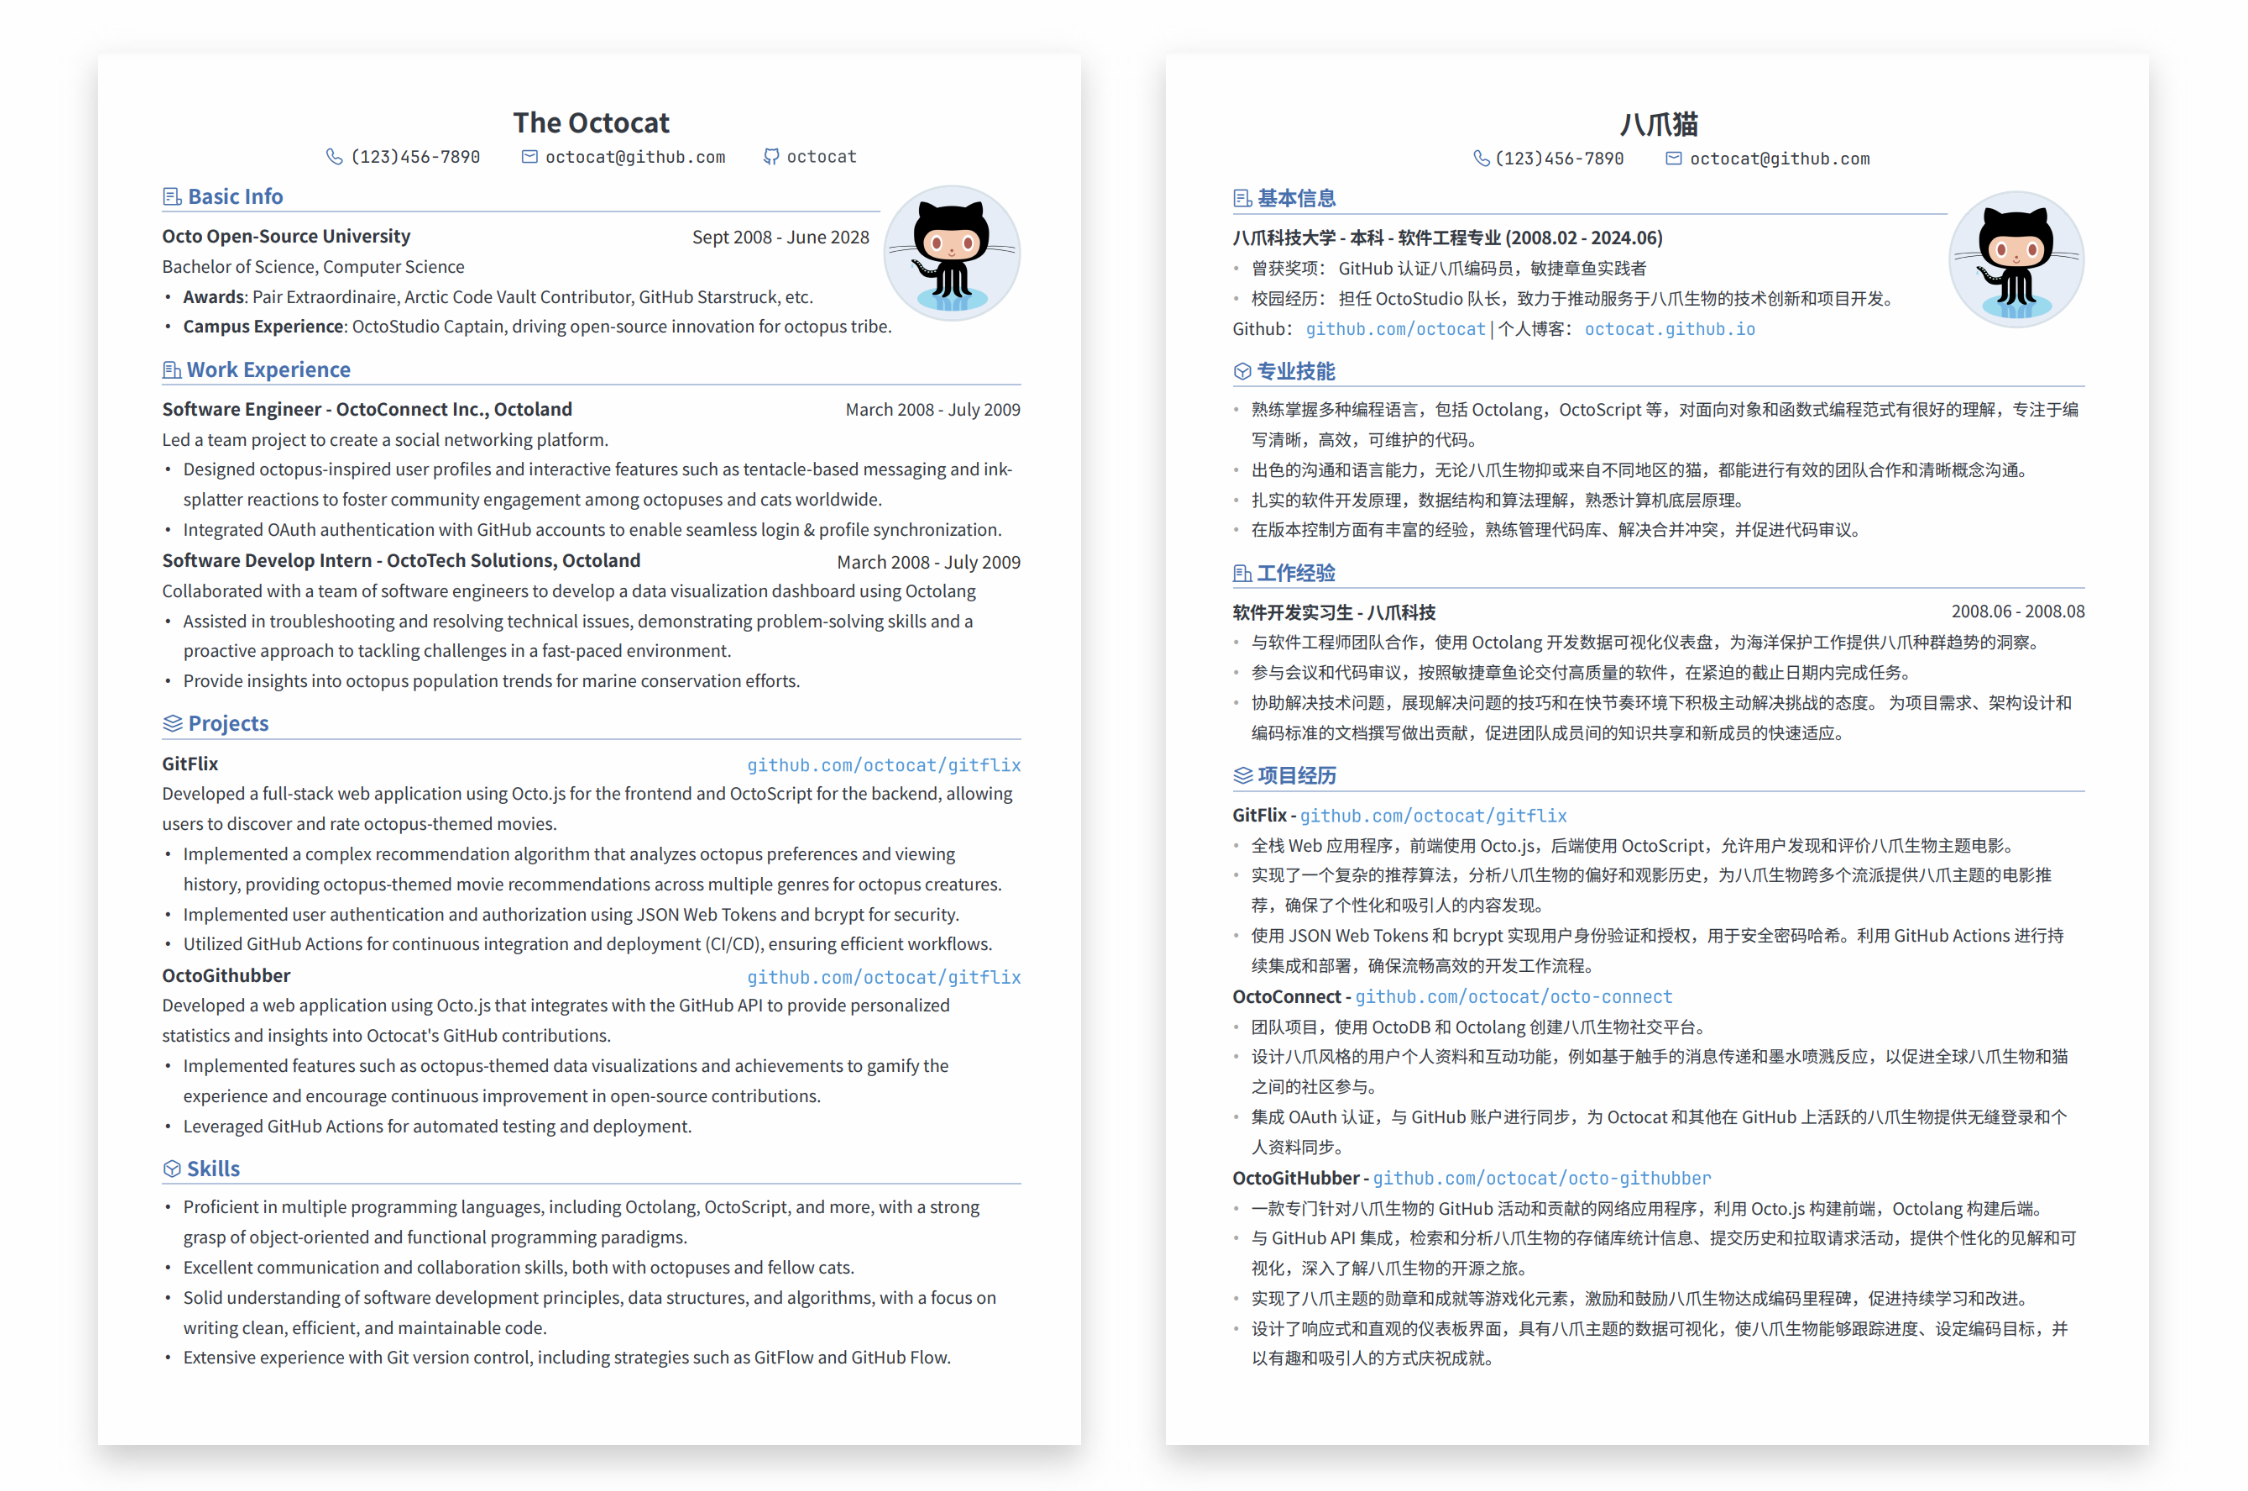 The Octocat
(123)456-7890 octocat@github.com octocat
Basic Info
Octo Open-Source University Sept 2008 - June 2028
Bachelor of Science, Computer Science
• Awards: Pair Extraordinaire, Arctic Code Vault Contributor, GitHub Starstruck, etc.
• Campus Experience: OctoStudio Captain, driving open-source innovation for octopus tribe.
Work Experience
Software Engineer - OctoConnect Inc., Octoland March 2008 - July 2009
Led a team project to create a social networking platform.
• Designed octopus-inspired user profiles and interactive features such as tentacle-based messaging and ink-
splatter reactions to foster community engagement among octopuses and cats worldwide.
• Integrated OAuth authentication with GitHub accounts to enable seamless login & profile synchronization.
Software Develop Intern - OctoTech Solutions, Octoland March 2008 - July 2009
Collaborated with a team of software engineers to develop a data visualization dashboard using Octolang
• Assisted in troubleshooting and resolving technical issues, demonstrating problem-solving skills and a
proactive approach to tackling challenges in a fast-paced environment.
• Provide insights into octopus population trends for marine conservation efforts.
Projects
GitFlix github.com/octocat/gitflix
Developed a full-stack web application using Octo.js for the frontend and OctoScript for the backend, allowing
users to discover and rate octopus-themed movies.
• Implemented a complex recommendation algorithm that analyzes octopus preferences and viewing
history, providing octopus-themed movie recommendations across multiple genres for octopus creatures.
• Implemented user authentication and authorization using JSON Web Tokens and bcrypt for security.
• Utilized GitHub Actions for continuous integration and deployment (CI/CD), ensuring efficient workflows.
OctoGithubber github.com/octocat/gitflix
Developed a web application using Octo.js that integrates with the GitHub API to provide personalized
statistics and insights into Octocat's GitHub contributions.
• Implemented features such as octopus-themed data visualizations and achievements to gamify the
experience and encourage continuous improvement in open-source contributions.
• Leveraged GitHub Actions for automated testing and deployment.
Skills
• Proficient in multiple programming languages, including Octolang, OctoScript, and more, with a strong
grasp of object-oriented and functional programming paradigms.
• Excellent communication and collaboration skills, both with octopuses and fellow cats.
• Solid understanding of software development principles, data structures, and algorithms, with a focus on
writing clean, efficient, and maintainable code.
• Extensive experience with Git version control, including strategies such as GitFlow and GitHub Flow.
八爪猫
(123)456-7890 octocat@github.com
基本信息
八爪科技大学 - 本科 - 软件工程专业 (2008.02 - 2024.06)
• 曾获奖项： GitHub 认证八爪编码员，敏捷章鱼实践者
• 校园经历： 担任 OctoStudio 队长，致力于推动服务于八爪生物的技术创新和项目开发。
Github： github.com/octocat | 个人博客： octocat.github.io
专业技能
• 熟练掌握多种编程语言，包括 Octolang，OctoScript 等，对面向对象和函数式编程范式有很好的理解，专注于编
写清晰，高效，可维护的代码。
• 出色的沟通和语言能力，无论八爪生物抑或来自不同地区的猫，都能进行有效的团队合作和清晰概念沟通。
• 扎实的软件开发原理，数据结构和算法理解，熟悉计算机底层原理。
• 在版本控制方面有丰富的经验，熟练管理代码库、解决合并冲突，并促进代码审议。
工作经验
软件开发实习生 - 八爪科技 2008.06 - 2008.08
• 与软件工程师团队合作，使用 Octolang 开发数据可视化仪表盘，为海洋保护工作提供八爪种群趋势的洞察。
• 参与会议和代码审议，按照敏捷章鱼论交付高质量的软件，在紧迫的截止日期内完成任务。
• 协助解决技术问题，展现解决问题的技巧和在快节奏环境下积极主动解决挑战的态度。 为项目需求、架构设计和
编码标准的文档撰写做出贡献，促进团队成员间的知识共享和新成员的快速适应。
项目经历
GitFlix - github.com/octocat/gitflix
• 全栈 Web 应用程序，前端使用 Octo.js，后端使用 OctoScript，允许用户发现和评价八爪生物主题电影。
• 实现了一个复杂的推荐算法，分析八爪生物的偏好和观影历史，为八爪生物跨多个流派提供八爪主题的电影推
荐，确保了个性化和吸引人的内容发现。
• 使用 JSON Web Tokens 和 bcrypt 实现用户身份验证和授权，用于安全密码哈希。利用 GitHub Actions 进行持
续集成和部署，确保流畅高效的开发工作流程。
OctoConnect - github.com/octocat/octo-connect
• 团队项目，使用 OctoDB 和 Octolang 创建八爪生物社交平台。
• 设计八爪风格的用户个人资料和互动功能，例如基于触手的消息传递和墨水喷溅反应，以促进全球八爪生物和猫
之间的社区参与。
• 集成 OAuth 认证，与 GitHub 账户进行同步，为 Octocat 和其他在 GitHub 上活跃的八爪生物提供无缝登录和个
人资料同步。
OctoGitHubber - github.com/octocat/octo-githubber
• 一款专门针对八爪生物的 GitHub 活动和贡献的网络应用程序，利用 Octo.js 构建前端，Octolang 构建后端。
• 与 GitHub API 集成，检索和分析八爪生物的存储库统计信息、提交历史和拉取请求活动，提供个性化的见解和可
视化，深入了解八爪生物的开源之旅。
• 实现了八爪主题的勋章和成就等游戏化元素，激励和鼓励八爪生物达成编码里程碑，促进持续学习和改进。
• 设计了响应式和直观的仪表板界面，具有八爪主题的数据可视化，使八爪生物能够跟踪进度、设定编码目标，并
以有趣和吸引人的方式庆祝成就。